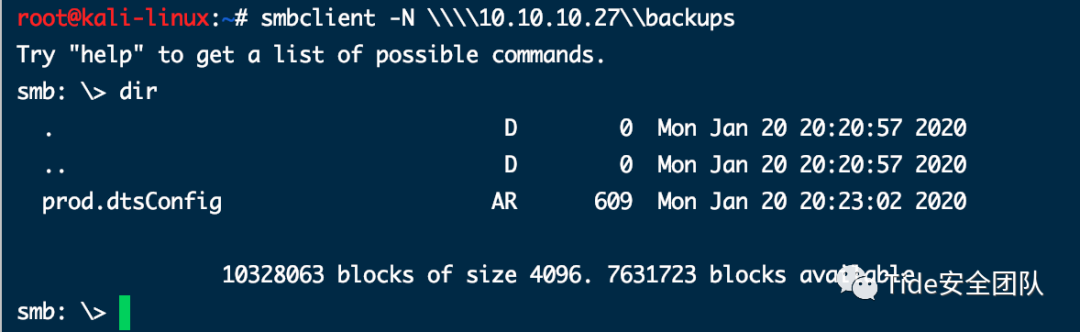 root@kali-linux:~# smbclient -N \\\\10.10.10.27\\backups
Try "help" to get a list of possible commands.
smb: \> dir
  .                                   D        0  Mon Jan 20 20:20:57 2020
  ..                                  D        0  Mon Jan 20 20:20:57 2020
  prod.dtsConfig                     AR      609  Mon Jan 20 20:23:02 2020
10328063 blocks of size 4096. 7631723 blocks available
Tide安全团队
smb: \>